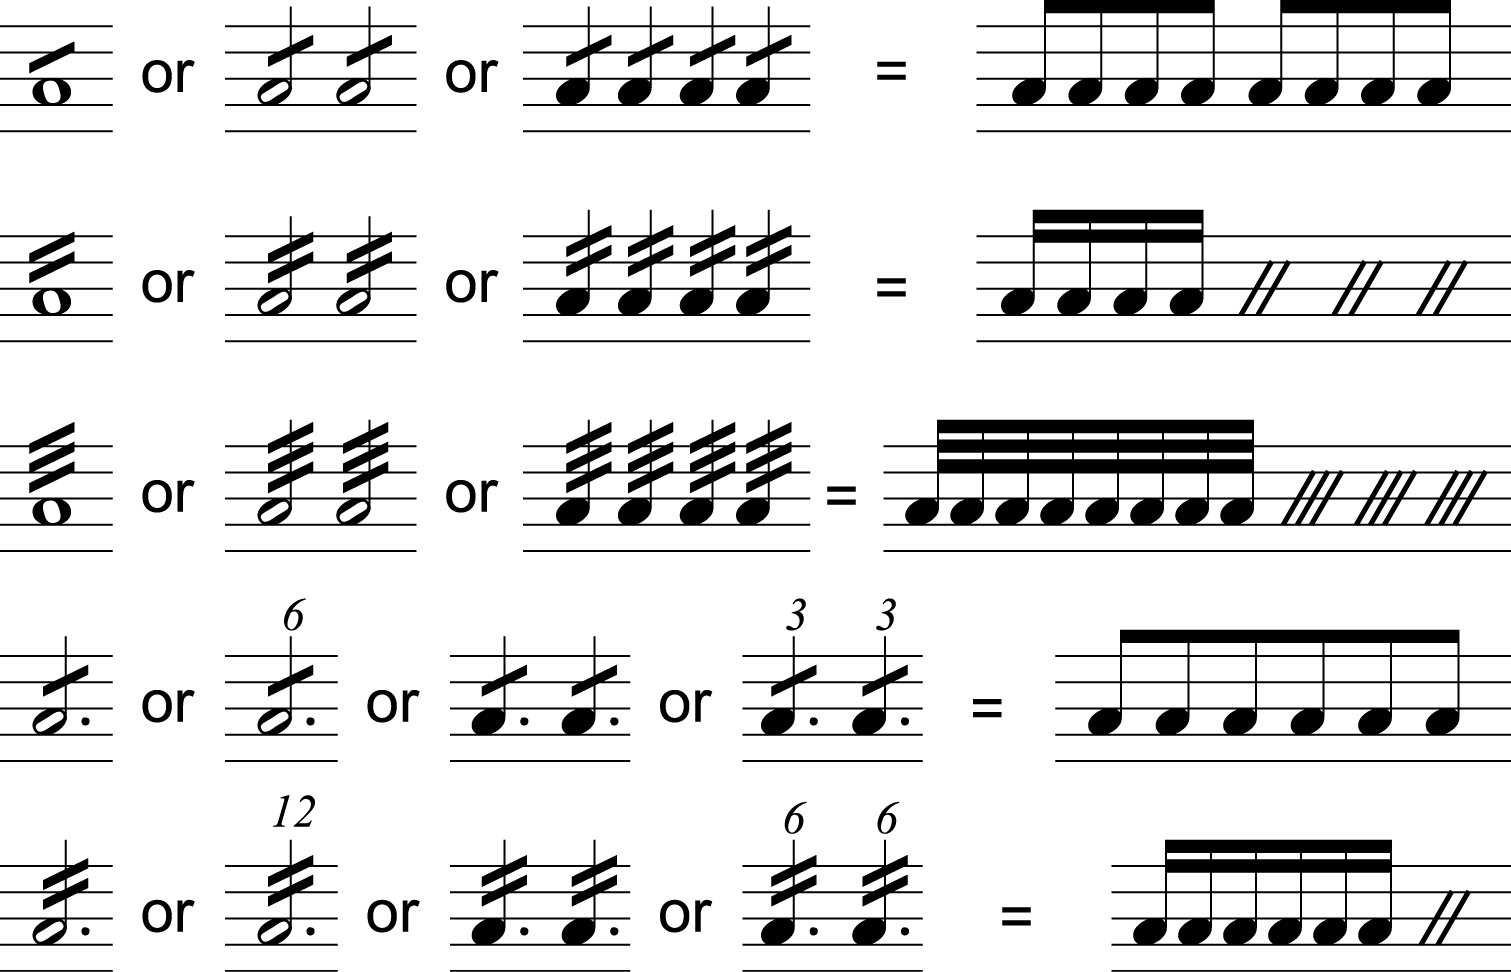 or or =
or or =
or or =
6 3 3
or or or =
12 6 6
or or or =